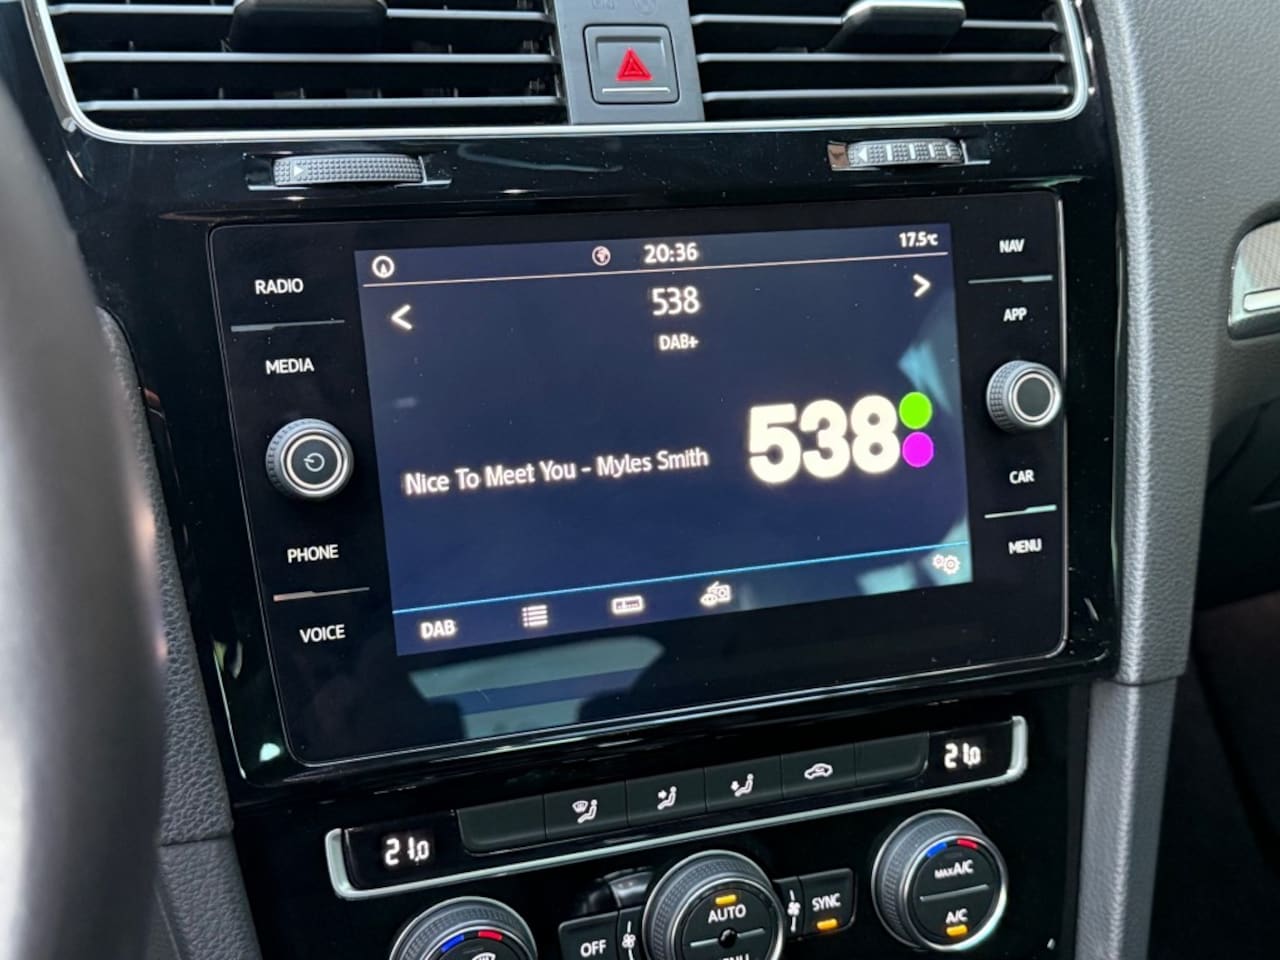 20:36
17.5°C
538
DAB+
Nice To Meet You - Myles Smith
538
DAB
RADIO
MEDIA
PHONE
VOICE
NAV
APP
CAR
MENU
21.0
21.0
OFF
AUTO
MENU
SYNC
MAX A/C
A/C